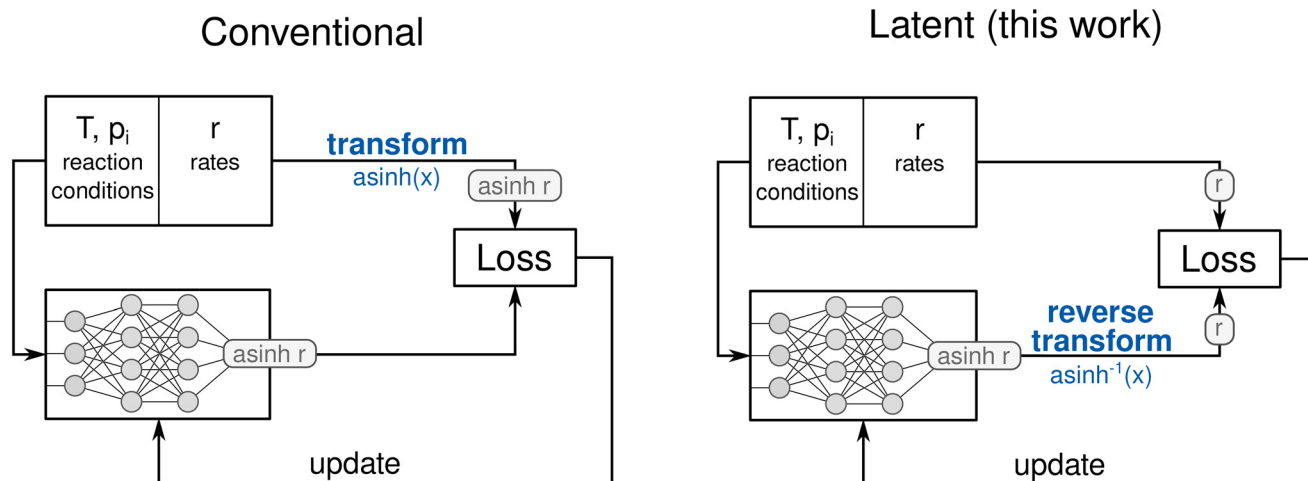 Conventional
T, pᵢ
reaction
conditions
r
rates
transform
asinh(x)
asinh r
Loss
asinh r
update
Latent (this work)
T, pᵢ
reaction
conditions
r
rates
r
Loss
reverse
transform
asinh⁻¹(x)
r
asinh r
update